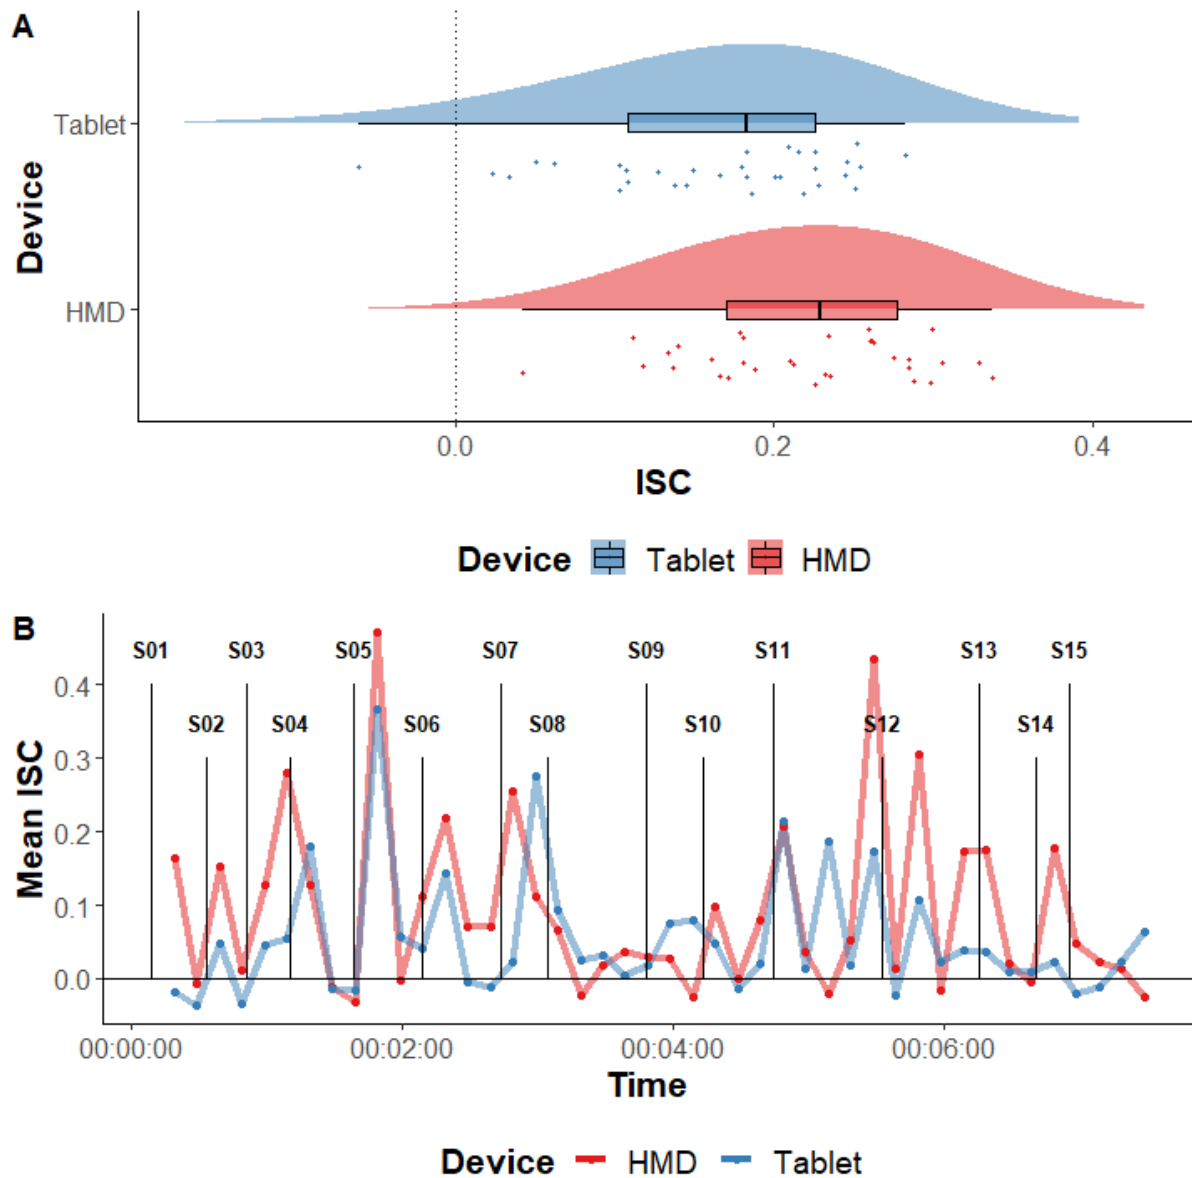 A
Tablet
HMD
Device
0.0 0.2 0.4
ISC
Device Tablet HMD
B
S01 S03 S05 S07 S09 S11 S13 S15
S02 S04 S06 S08 S10 S12 S14
0.4
0.3
0.2
0.1
0.0
Mean ISC
00:00:00 00:02:00 00:04:00 00:06:00
Time
Device HMD Tablet